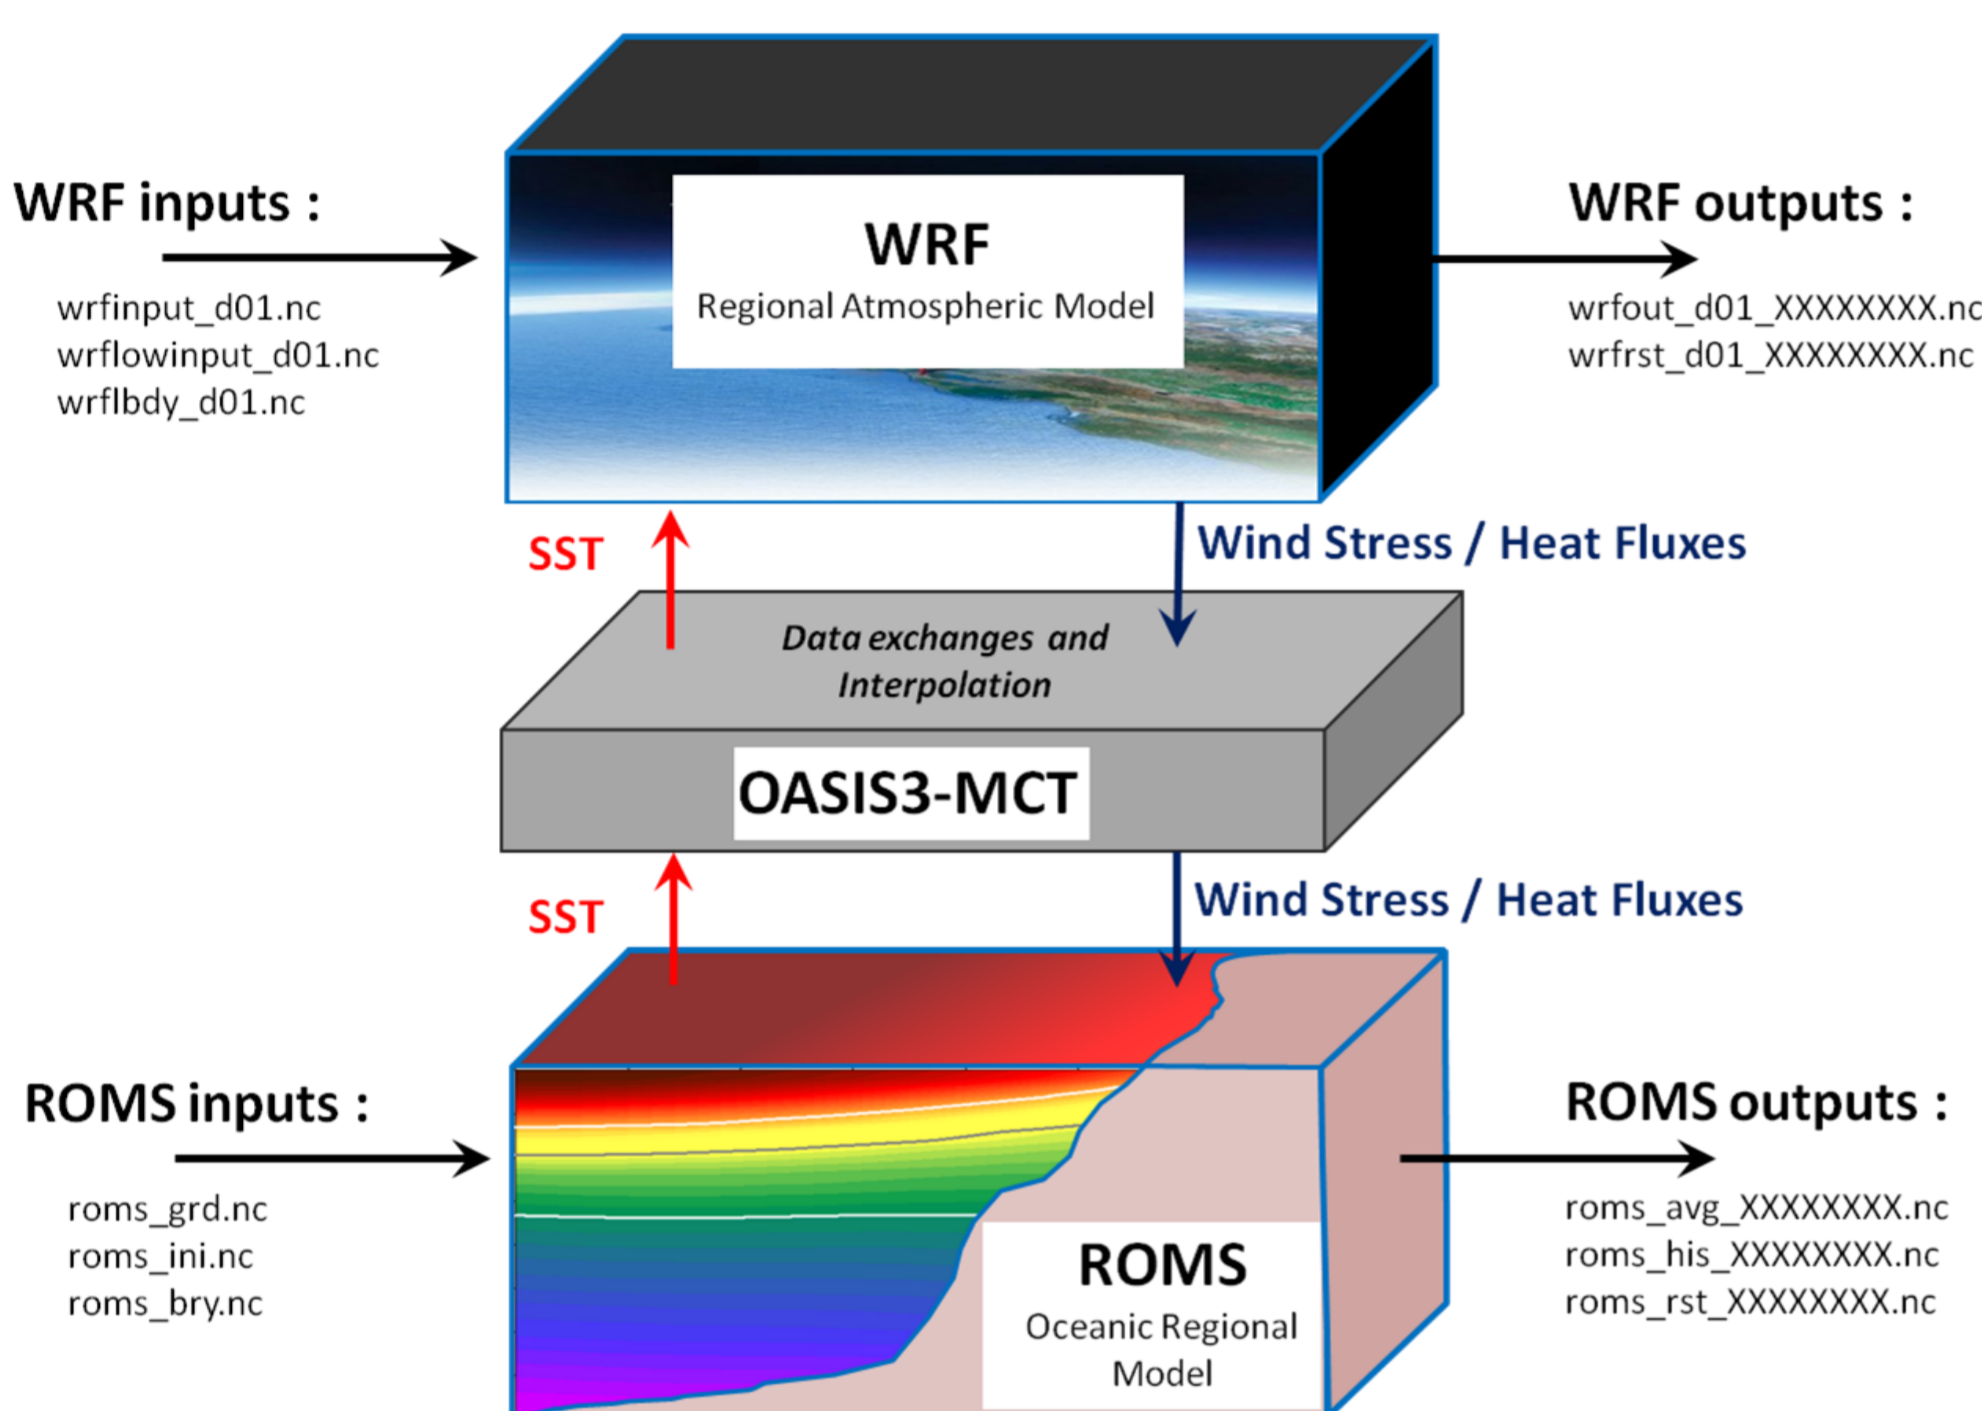 WRF inputs :
wrfinput_d01.nc
wrflowinput_d01.nc
wrflbdy_d01.nc
WRF
Regional Atmospheric Model
WRF outputs :
wrfout_d01_XXXXXXXX.nc
wrfrst_d01_XXXXXXXX.nc
SST
Wind Stress / Heat Fluxes
Data exchanges and
Interpolation
OASIS3-MCT
SST
Wind Stress / Heat Fluxes
ROMS inputs :
roms_grd.nc
roms_ini.nc
roms_bry.nc
ROMS
Oceanic Regional
Model
ROMS outputs :
roms_avg_XXXXXXXX.nc
roms_his_XXXXXXXX.nc
roms_rst_XXXXXXXX.nc